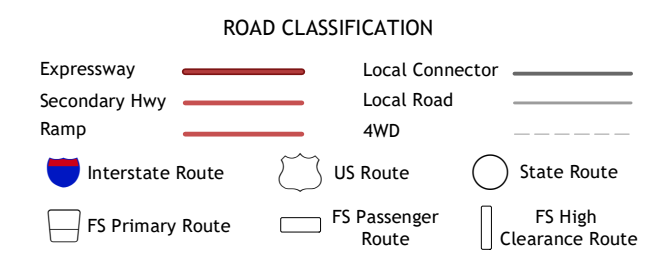 ROAD CLASSIFICATION
Expressway
Local Connector
Secondary Hwy
Local Road
Ramp
4WD
Interstate Route
US Route
State Route
FS Primary Route
FS Passenger
Route
FS High
Clearance Route